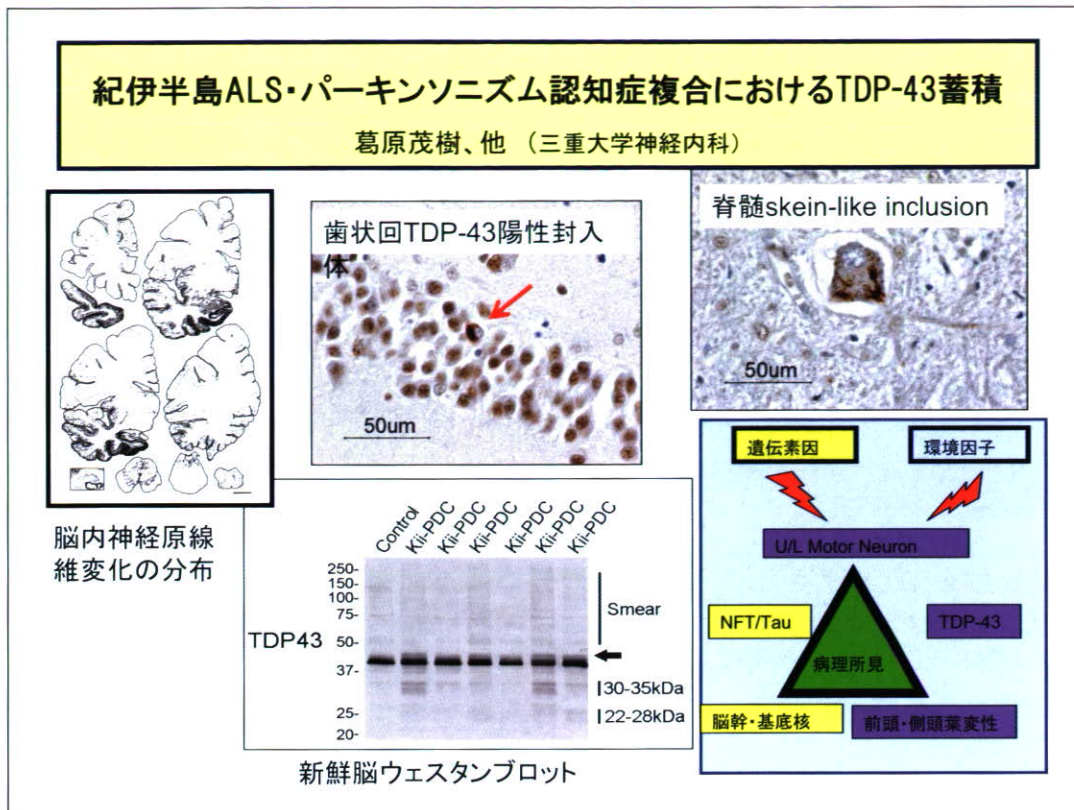 紀伊半島ALS・パーキンソニズム認知症複合におけるTDP-43蓄積
葛原茂樹、他 (三重大学神経内科)
脳内神経原線
維変化の分布
歯状回TDP-43陽性封入
体
50um
脊髄skein-like inclusion
50um
TDP43
Control
Kii-PDC
Kii-PDC
Kii-PDC
Kii-PDC
Kii-PDC
Kii-PDC
250-
150-
100-
75-
50-
37-
25-
20-
Smear
30-35kDa
22-28kDa
新鮮脳ウェスタンブロット
遺伝素因
環境因子
U/L Motor Neuron
NFT/Tau
TDP-43
病理所見
脳幹・基底核
前頭・側頭葉変性